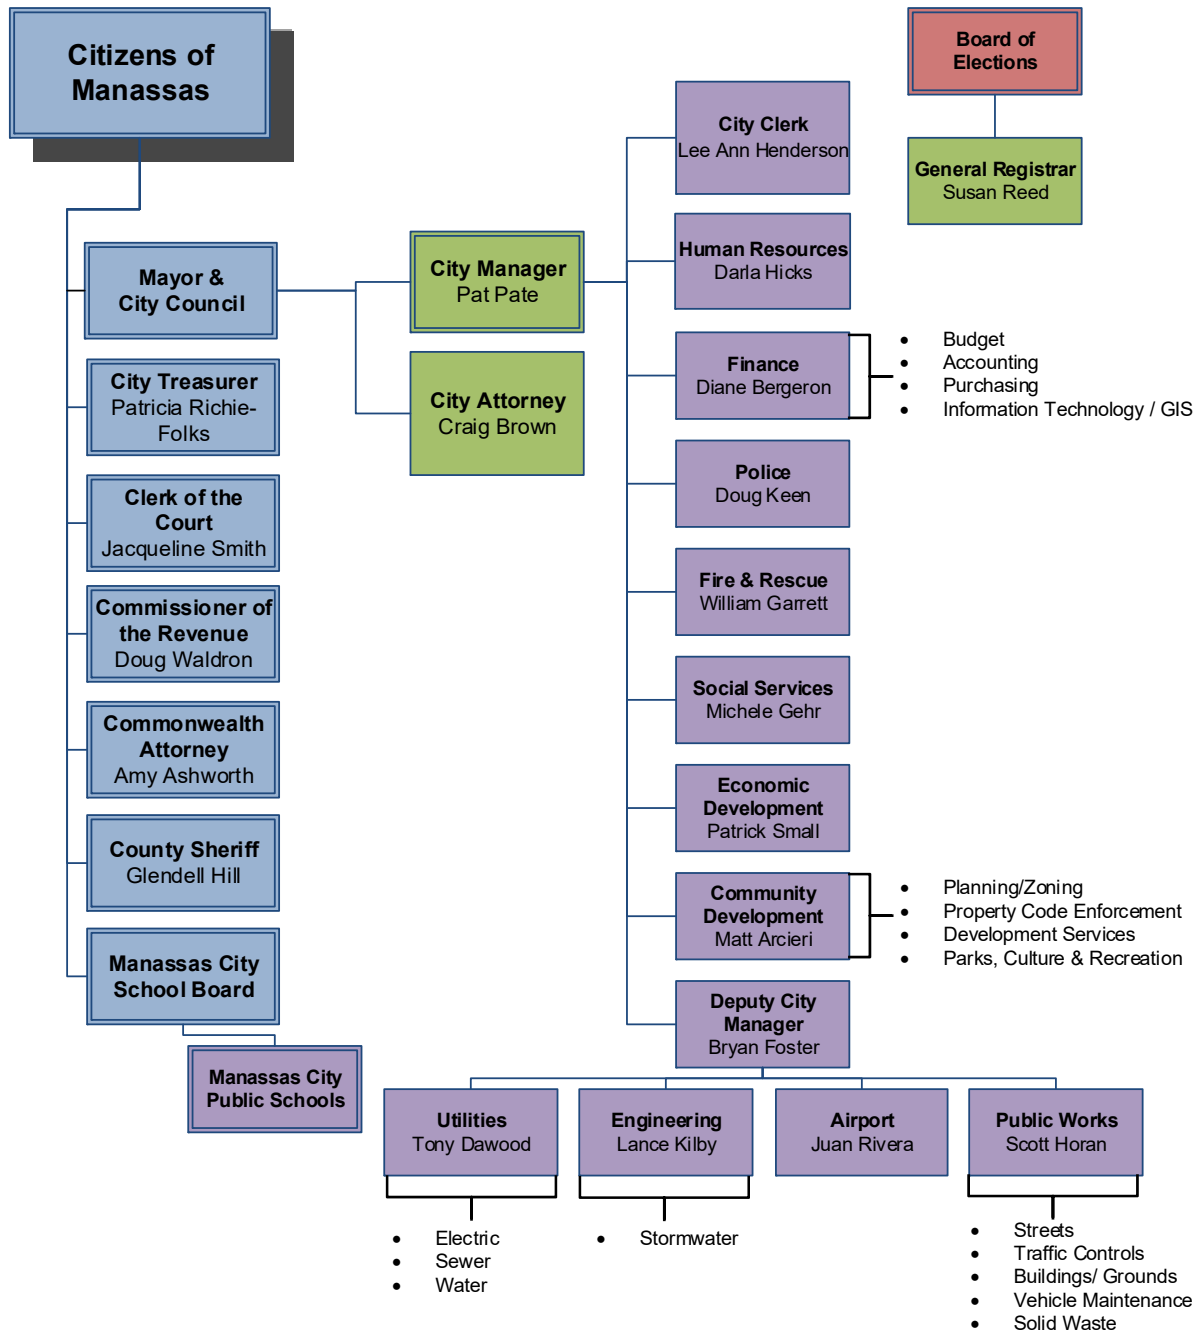 Citizens of
Manassas
Board of
Elections
General Registrar
Susan Reed
Mayor &
City Council
City Treasurer
Patricia Richie-
Folks
Clerk of the
Court
Jacqueline Smith
Commissioner of
the Revenue
Doug Waldron
Commonwealth
Attorney
Amy Ashworth
County Sheriff
Glendell Hill
Manassas City
School Board
Manassas City
Public Schools
City Manager
Pat Pate
City Attorney
Craig Brown
City Clerk
Lee Ann Henderson
Human Resources
Darla Hicks
Finance
Diane Bergeron
• Budget
• Accounting
• Purchasing
• Information Technology / GIS
Police
Doug Keen
Fire & Rescue
William Garrett
Social Services
Michele Gehr
Economic
Development
Patrick Small
Community
Development
Matt Arcieri
• Planning/Zoning
• Property Code Enforcement
• Development Services
• Parks, Culture & Recreation
Deputy City
Manager
Bryan Foster
Utilities
Tony Dawood
• Electric
• Sewer
• Water
Engineering
Lance Kilby
• Stormwater
Airport
Juan Rivera
Public Works
Scott Horan
• Streets
• Traffic Controls
• Buildings/ Grounds
• Vehicle Maintenance
• Solid Waste